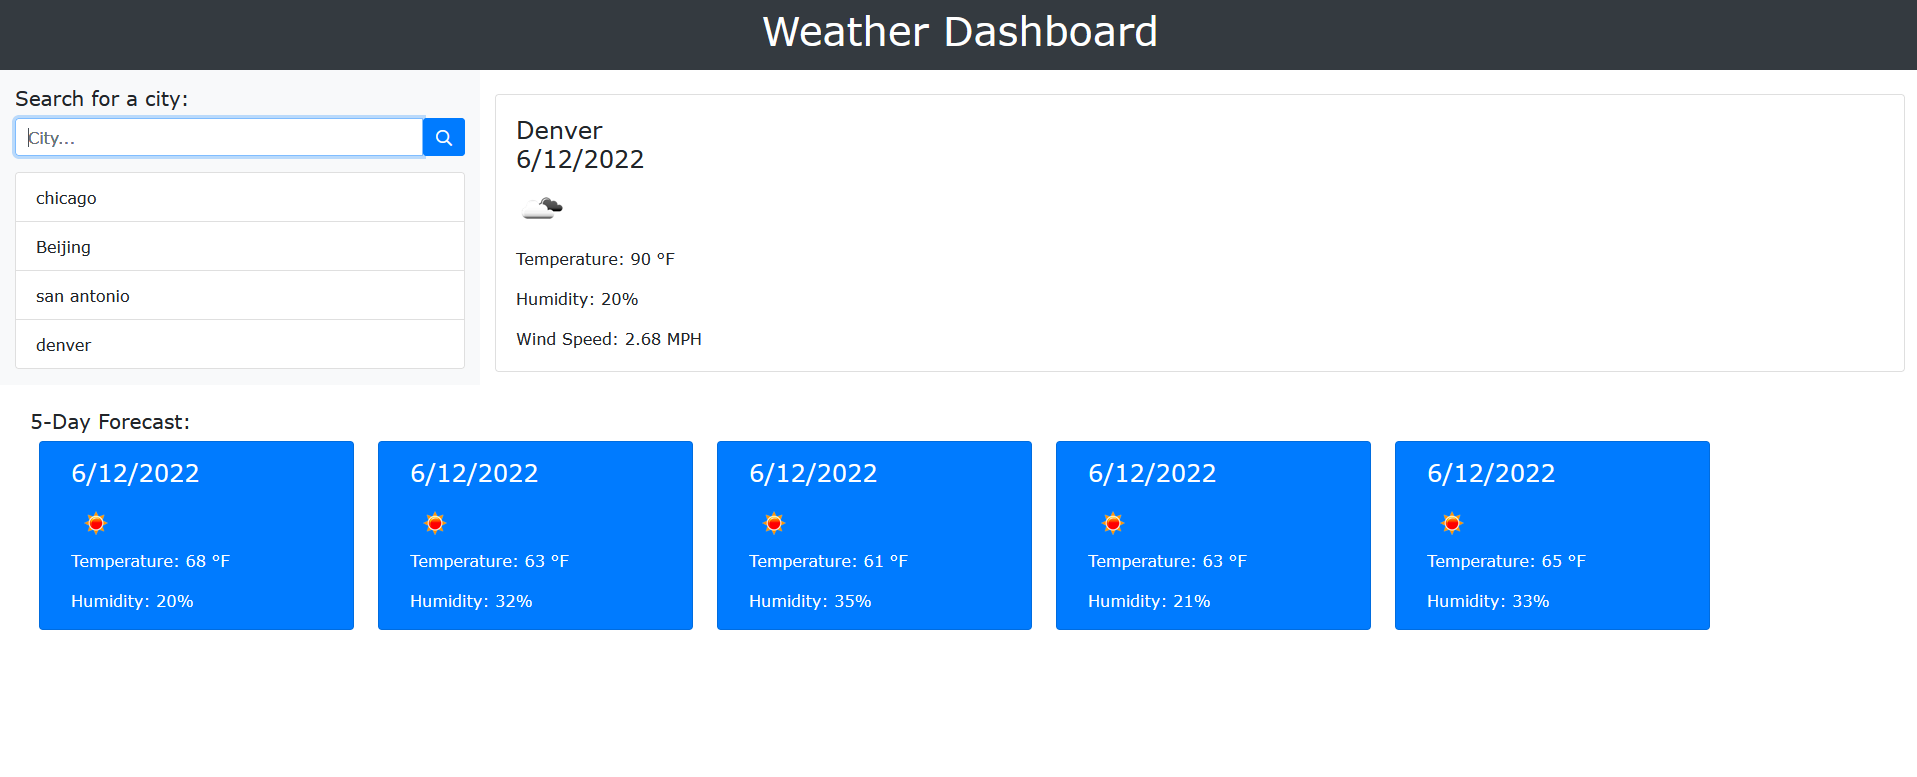 Weather Dashboard
Search for a city:
City...
chicago
Beijing
san antonio
denver
Denver
6/12/2022
Temperature: 90 °F
Humidity: 20%
Wind Speed: 2.68 MPH
5-Day Forecast:
6/12/2022
Temperature: 68 °F
Humidity: 20%
6/12/2022
Temperature: 63 °F
Humidity: 32%
6/12/2022
Temperature: 61 °F
Humidity: 35%
6/12/2022
Temperature: 63 °F
Humidity: 21%
6/12/2022
Temperature: 65 °F
Humidity: 33%